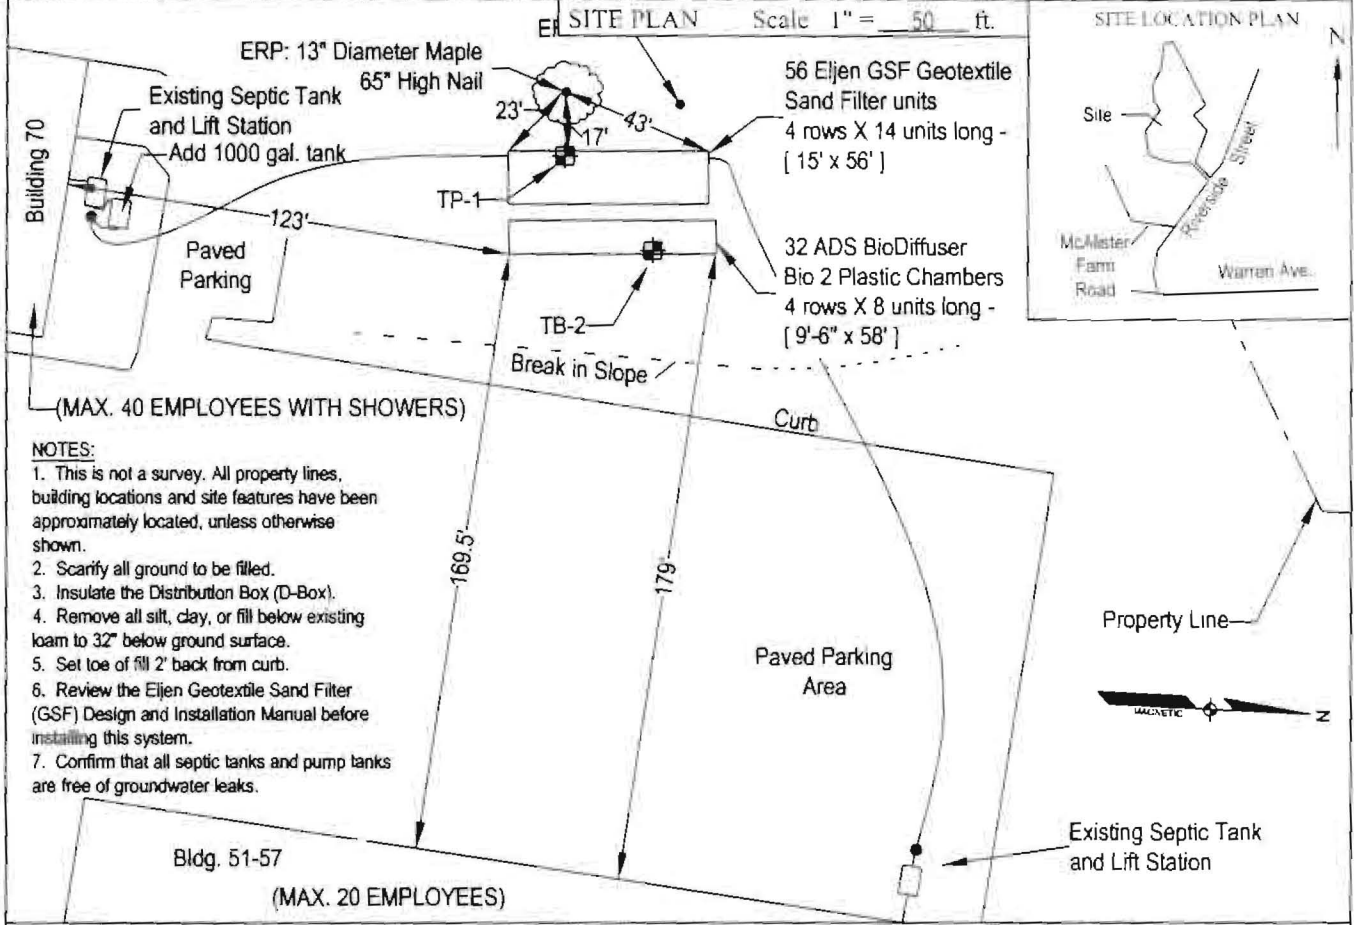 SITE PLAN Scale 1" = 50 ft.
SITE LOCATION PLAN
N
Site
Riverside Street
McAlister
Farm
Road
Warren Ave.
ERP: 13" Diameter Maple
65" High Nail
23'
17'
43'
56 Eljen GSF Geotextile
Sand Filter units
4 rows X 14 units long -
[ 15' x 56' ]
Existing Septic Tank
and Lift Station
Add 1000 gal. tank
Building 70
TP-1
123'
Paved
Parking
32 ADS BioDiffuser
Bio 2 Plastic Chambers
4 rows X 8 units long -
[ 9'-6" x 58' ]
TB-2
Break in Slope
Curb
(MAX. 40 EMPLOYEES WITH SHOWERS)
NOTES:
1. This is not a survey. All property lines,
building locations and site features have been
approximately located, unless otherwise
shown.
2. Scarify all ground to be filled.
3. Insulate the Distribution Box (D-Box).
4. Remove all silt, clay, or fill below existing
loam to 32" below ground surface.
5. Set toe of fill 2' back from curb.
6. Review the Eljen Geotextile Sand Filter
(GSF) Design and Installation Manual before
installing this system.
7. Confirm that all septic tanks and pump tanks
are free of groundwater leaks.
169.5'
179'
Paved Parking
Area
Property Line
MAGNETIC
N
Existing Septic Tank
and Lift Station
Bldg. 51-57
(MAX. 20 EMPLOYEES)